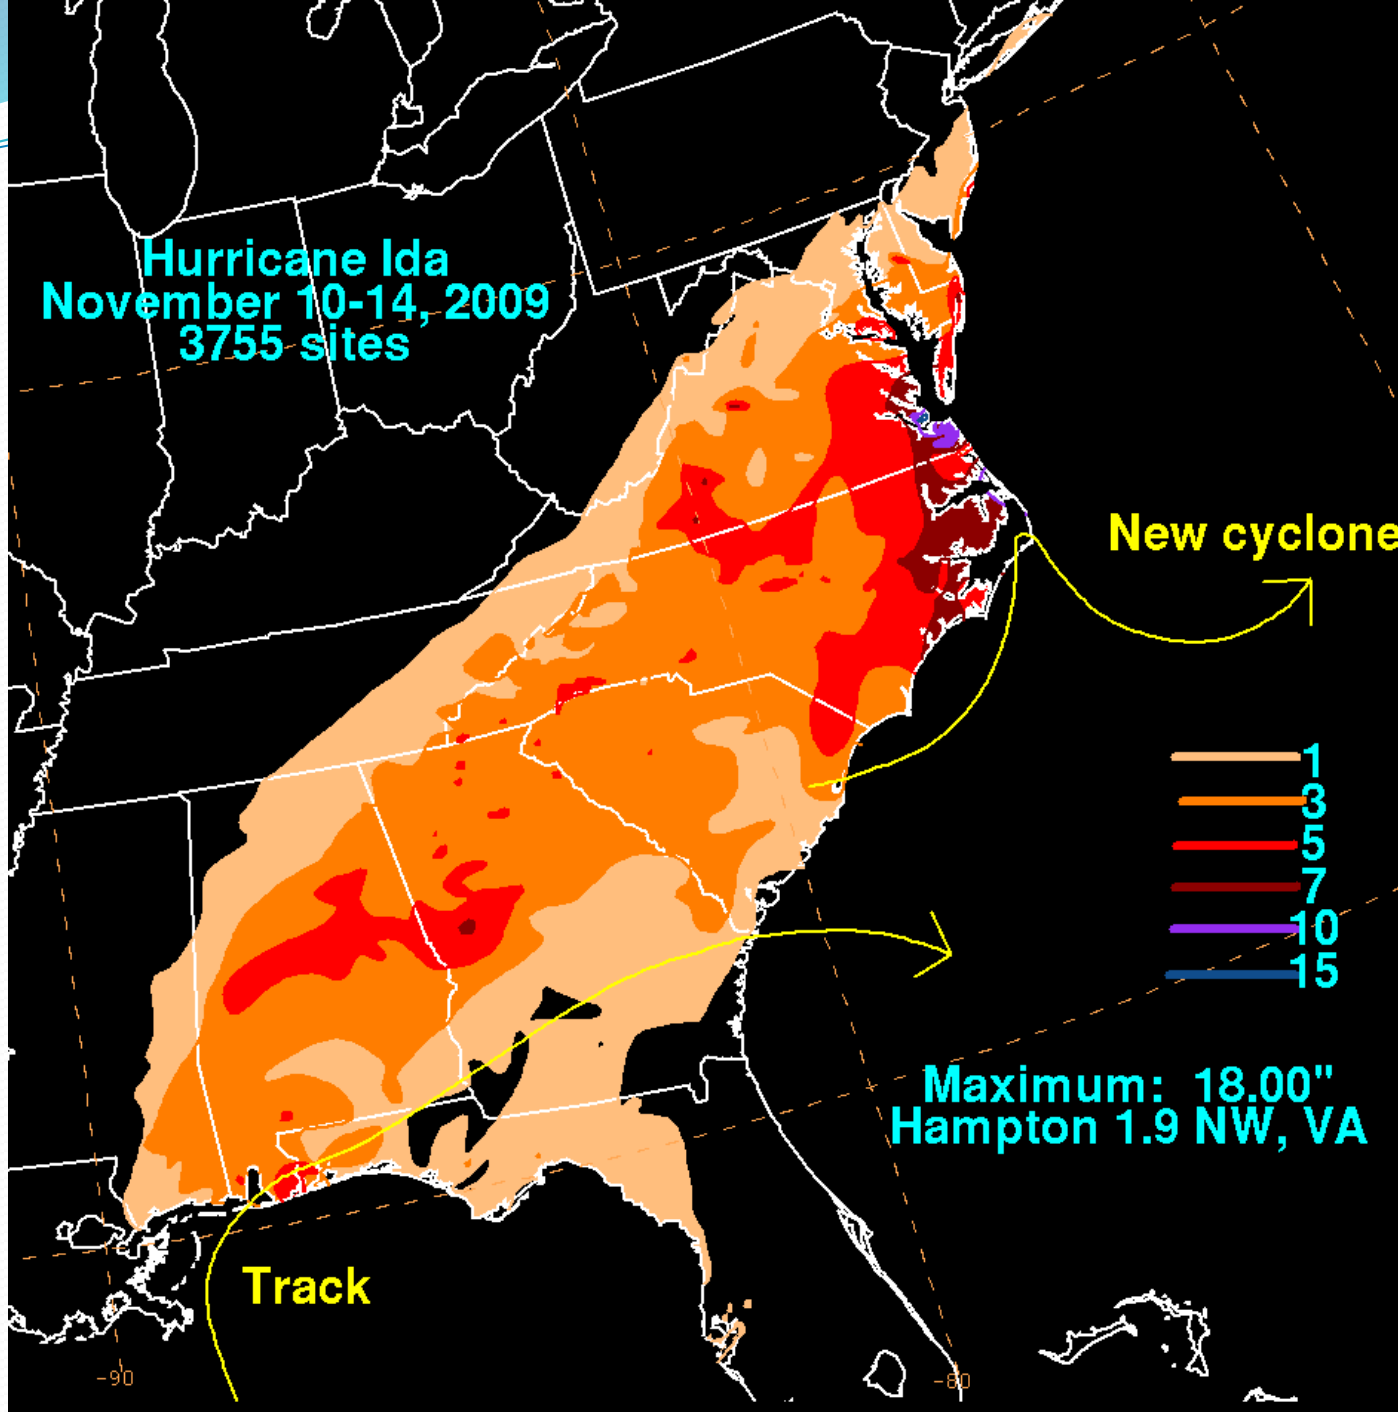 Hurricane Ida
November 10-14, 2009
3755 sites
New cyclone
1
3
5
7
10
15
Maximum: 18.00"
Hampton 1.9 NW, VA
Track
-90
-80